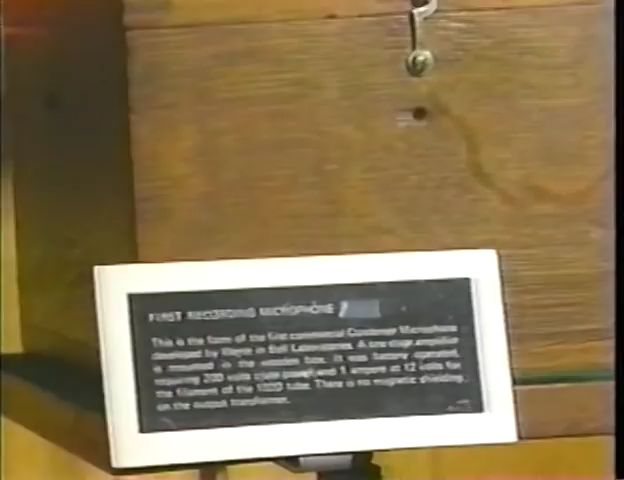 FIRST RECORDING MICROPHONE
This is the form of the first commercial Condenser Microphone
developed by Wente in Bell Laboratories. A one stage amplifier
is mounted in the wooden box. It was battery operated,
requiring 200 volts and 1 ampere at 12 volts for
the filament of the tube. There is no magnetic shielding
on the output transformer.